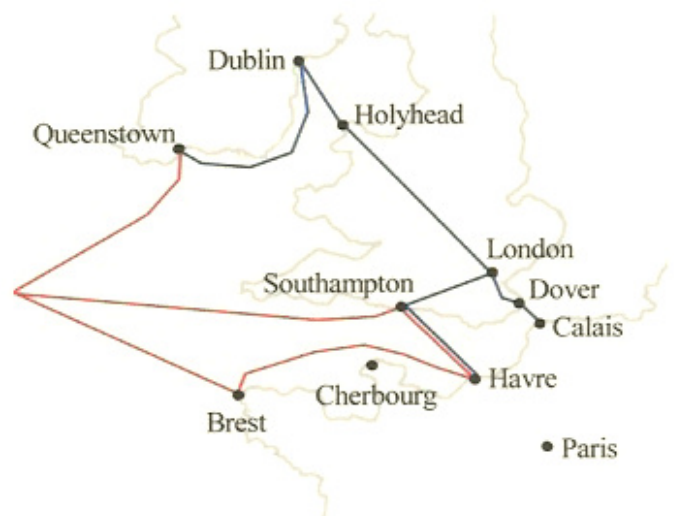 Dublin
Holyhead
Queenstown
London
Southampton
Dover
Calais
Havre
Cherbourg
Brest
Paris